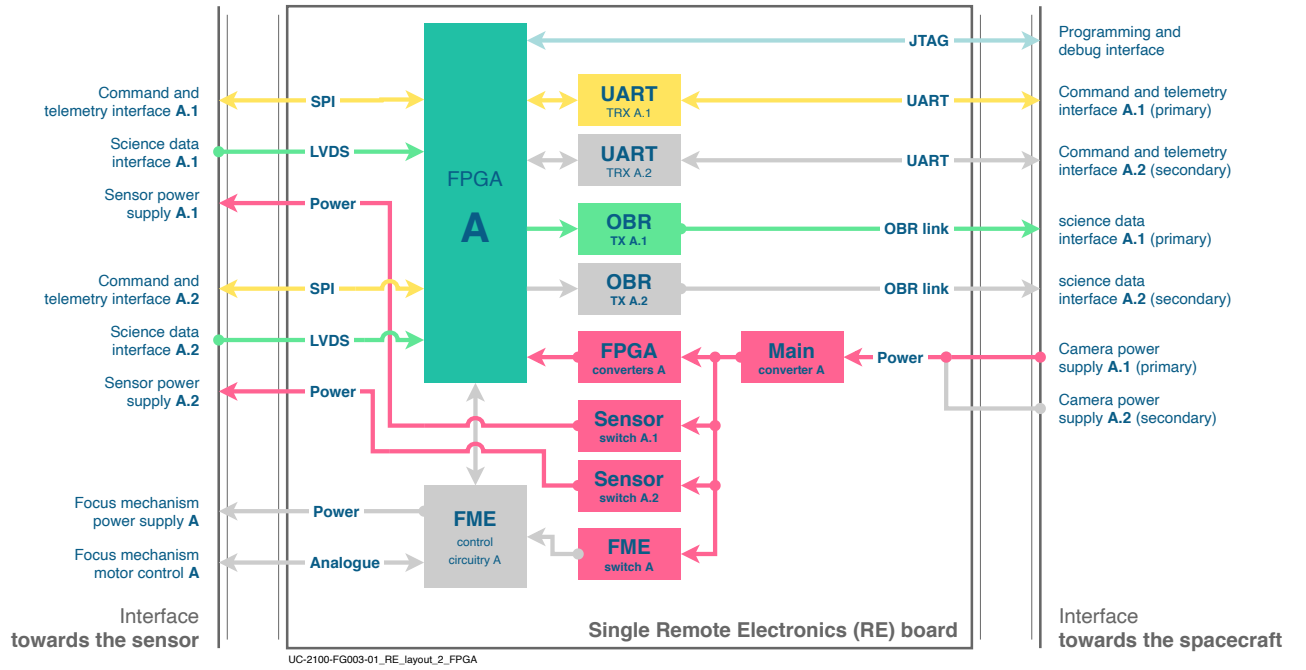 JTAG
Programming and
debug interface
Command and
telemetry interface A.1
SPI
UART
TRX A.1
UART
Command and telemetry
interface A.1 (primary)
Science data
interface A.1
LVDS
UART
TRX A.2
UART
Command and telemetry
interface A.2 (secondary)
Sensor power
supply A.1
Power
FPGA
A
OBR
TX A.1
OBR link
science data
interface A.1 (primary)
Command and
telemetry interface A.2
SPI
OBR
TX A.2
OBR link
science data
interface A.2 (secondary)
Science data
interface A.2
LVDS
FPGA
converters A
Main
converter A
Power
Camera power
supply A.1 (primary)
Sensor power
supply A.2
Power
Camera power
supply A.2 (secondary)
Sensor
switch A.1
Sensor
switch A.2
Focus mechanism
power supply A
Power
FME
control
circuitry A
FME
switch A
Focus mechanism
motor control A
Analogue
Interface
towards the sensor
Single Remote Electronics (RE) board
Interface
towards the spacecraft
UC-2100-FG003-01_RE_layout_2_FPGA